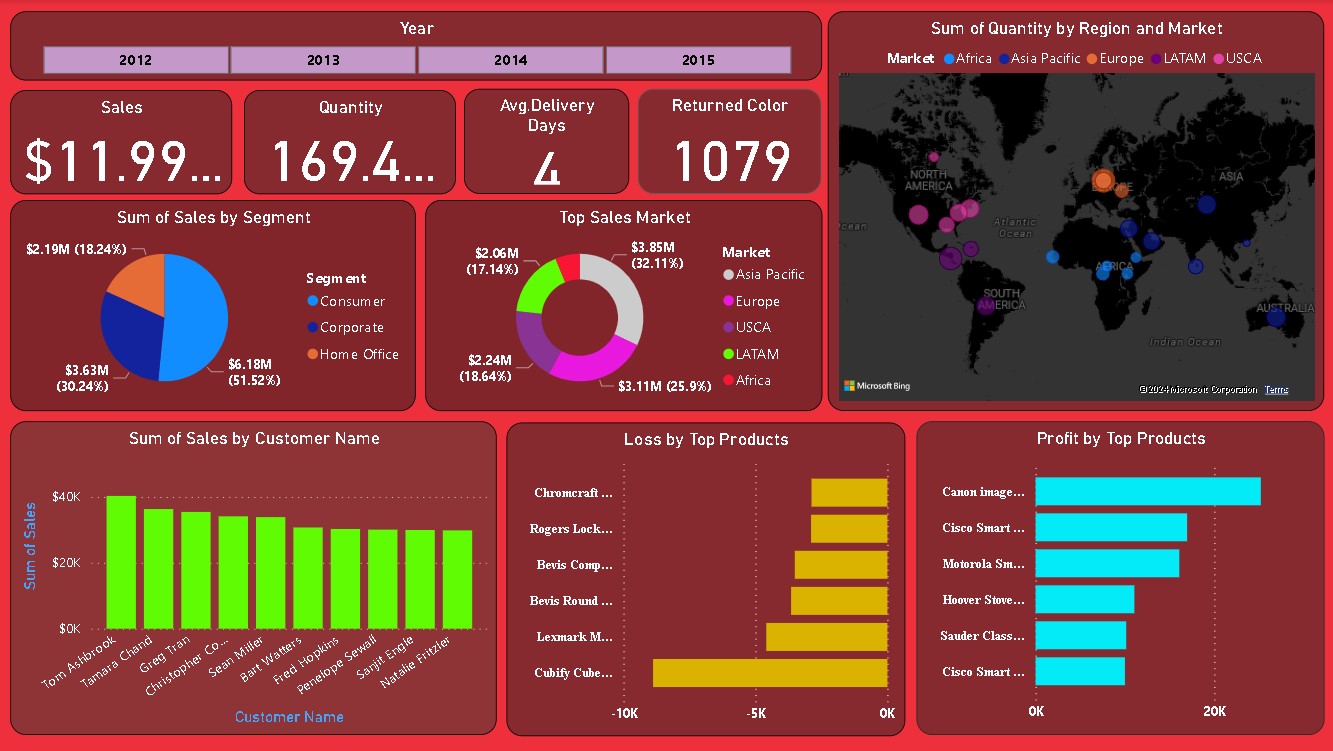 Year
2012 2013 2014 2015
Sales
$11.99...
Quantity
169.4...
Avg.Delivery
Days
4
Returned Color
1079
Sum of Quantity by Region and Market
Market Africa Asia Pacific Europe LATAM USCA
NORTH
AMERICA
ASIA
Atlantic
Ocean
cean
AFRICA
SOUTH
AMERICA
AUSTRALIA
Indian Ocean
Microsoft Bing
© 2024 Microsoft Corporation Terms
Sum of Sales by Segment
$2.19M (18.24%)
$3.63M
(30.24%)
$6.18M
(51.52%)
Segment
Consumer
Corporate
Home Office
Top Sales Market
$2.06M
(17.14%)
$3.85M
(32.11%)
$2.24M
(18.64%)
$3.11M (25.9%)
Market
Asia Pacific
Europe
USCA
LATAM
Africa
Sum of Sales by Customer Name
Sum of Sales
$40K
$20K
$0K
Tom Ashbrook
Tamara Chand
Greg Tran
Christopher Co...
Sean Miller
Bart Watters
Fred Hopkins
Penelope Sewall
Sanjit Engle
Natalie Fritzler
Customer Name
Loss by Top Products
Chromcraft ...
Rogers Lock...
Bevis Comp...
Bevis Round ...
Lexmark M...
Cubify Cube...
-10K -5K 0K
Profit by Top Products
Canon image...
Cisco Smart ...
Motorola Sm...
Hoover Stove...
Sauder Class...
Cisco Smart ...
0K 20K